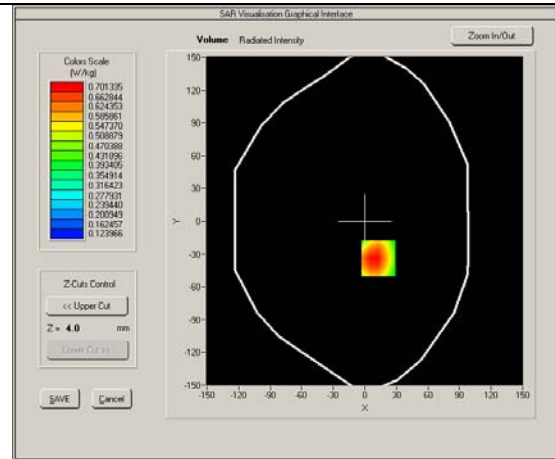 SAR Visualisation Graphical Interface
Volume Radiated Intensity
Zoom In/Out
Colors Scale
(W/kg)
0.701335
0.662844
0.624353
0.585861
0.547370
0.508879
0.470388
0.431896
0.393405
0.354914
0.316423
0.277931
0.239440
0.200949
0.162457
0.123966
Z-Cuts Control
<< Upper Cut
Z = 4.0 mm
Lower Cut >>
SAVE Cancel
150
120
90
60
30
0
-30
-60
-90
-120
-150
Y
-150 -120 -90 -60 -30 0 30 60 90 120 150
X